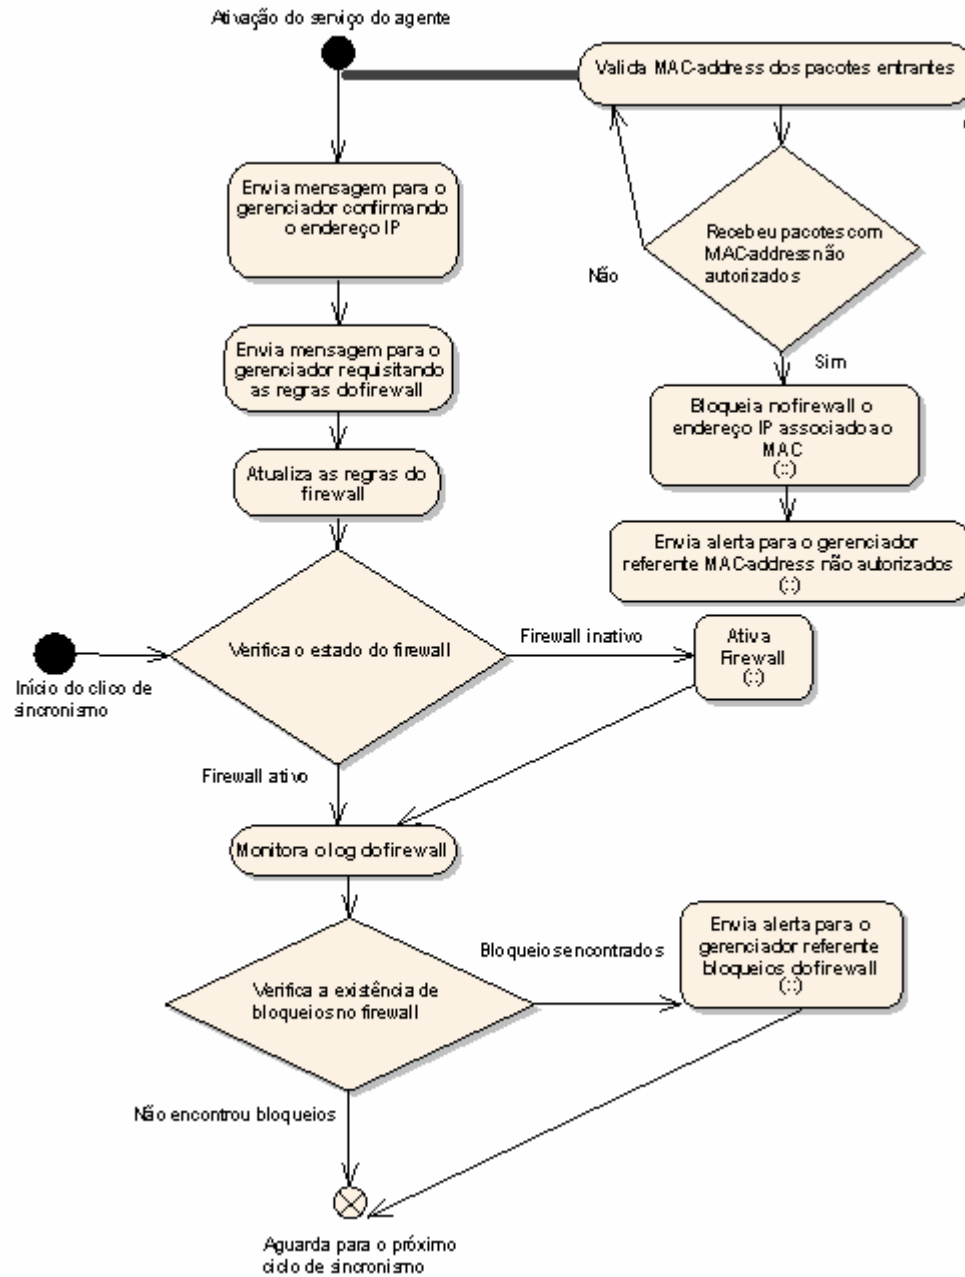 Ativação do serviço do agente
Valida MAC-address dos pacotes entrantes
Envia mensagem para o
gerenciador confirmando
o endereço IP
Recebeu pacotes com
MAC-address não
autorizados
Não
Sim
Envia mensagem para o
gerenciador requisitando
as regras do firewall
Bloqueia no firewall o
endereço IP associado ao
MAC
(::)
Atualiza as regras do
firewall
Envia alerta para o gerenciador
referente MAC-address não autorizados
(::)
Verifica o estado do firewall
Firewall inativo
Ativa
Firewall
(::)
Início do clico de
sincronismo
Firewall ativo
Monitora o log do firewall
Verifica a existência de
bloqueios no firewall
Bloqueios encontrados
Envia alerta para o
gerenciador referente
bloqueios do firewall
(::)
Não encontrou bloqueios
Aguarda para o próximo
ciclo de sincronismo